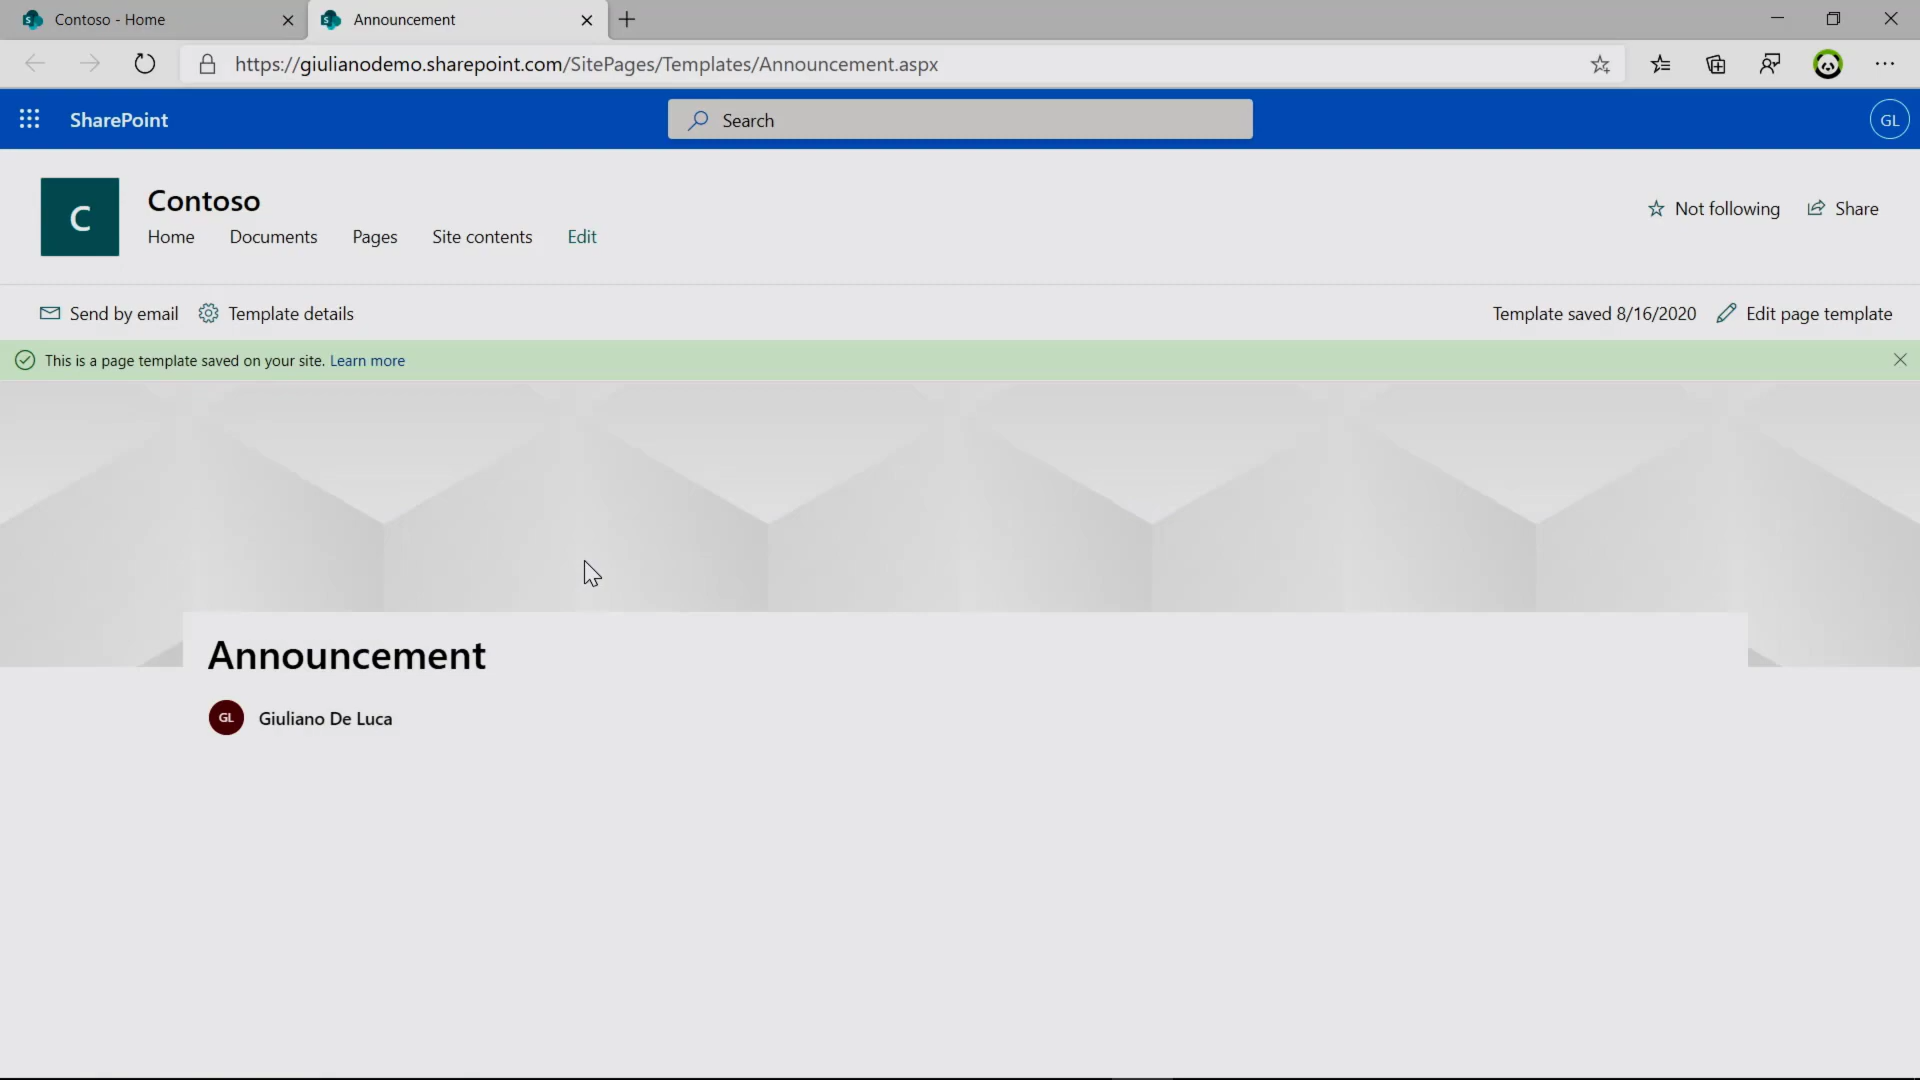 Contoso - Home
Announcement
https://giulianodemo.sharepoint.com/SitePages/Templates/Announcement.aspx
SharePoint
Search
GL
C
Contoso
Home Documents Pages Site contents Edit
Not following Share
Send by email Template details
Template saved 8/16/2020 Edit page template
This is a page template saved on your site. Learn more
Announcement
GL Giuliano De Luca